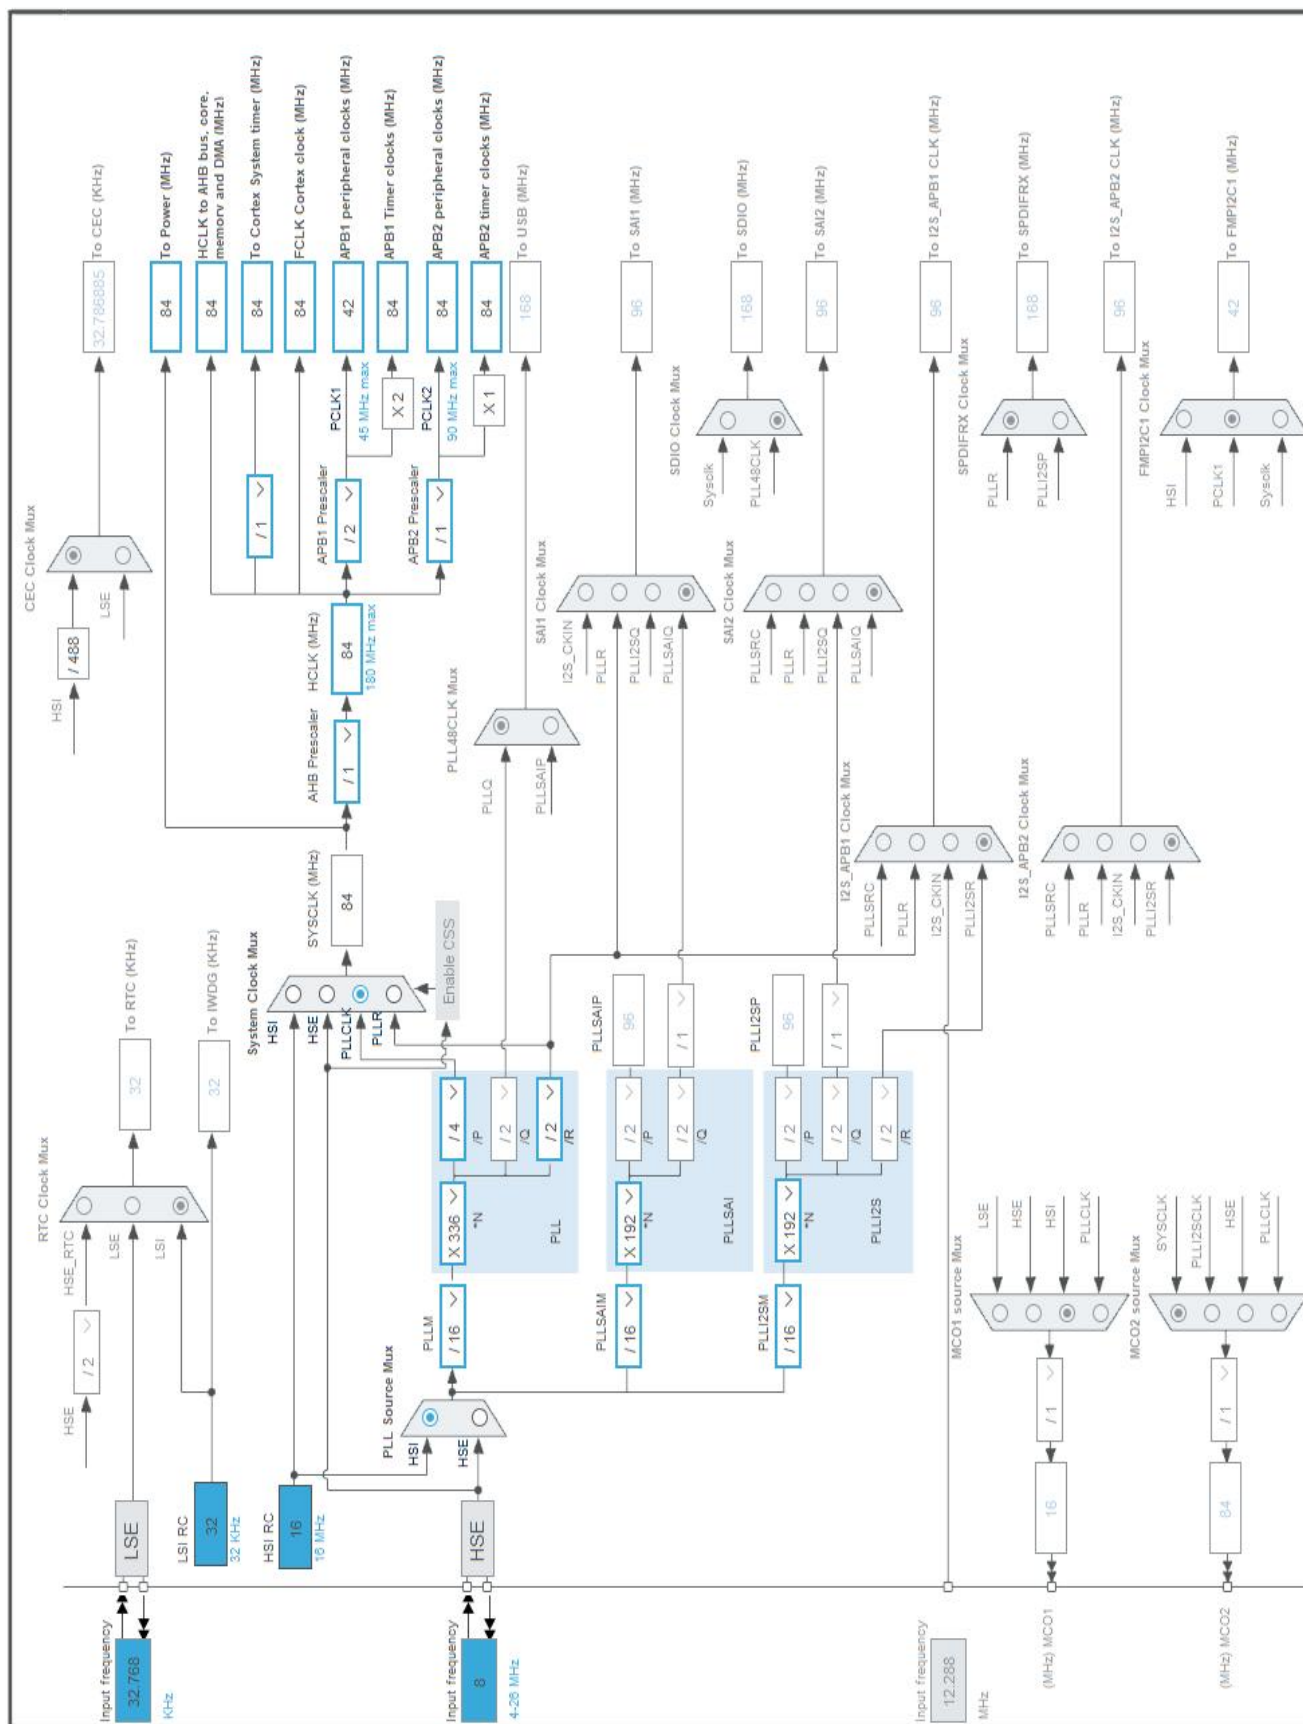 Input frequency
32.768
KHz
LSE
HSE
/ 2
HSE_RTC
LSE
LSI
RTC Clock Mux
32
To RTC (KHz)
LSI RC
32
32 KHz
32
To IWDG (KHz)
HSI
/ 488
LSE
CEC Clock Mux
32.786885
To CEC (KHz)
HSI RC
16
16 MHz
Input frequency
8
4-26 MHz
HSE
PLL Source Mux
HSI
HSE
PLLM
/ 16
X 336
*N
/ 4
/P
/ 2
/Q
/ 2
/R
PLL
System Clock Mux
HSI
HSE
PLLCLK
PLLR
Enable CSS
SYSCLK (MHz)
84
AHB Prescaler
/ 1
HCLK (MHz)
84
180 MHz max
/ 1
APB1 Prescaler
/ 2
APB2 Prescaler
/ 1
PCLK1
45 MHz max
X 2
PCLK2
90 MHz max
X 1
84
To Power (MHz)
84
HCLK to AHB bus, core,
memory and DMA (MHz)
84
To Cortex System timer (MHz)
84
FCLK Cortex clock (MHz)
42
APB1 peripheral clocks (MHz)
84
APB1 Timer clocks (MHz)
84
APB2 peripheral clocks (MHz)
84
APB2 timer clocks (MHz)
PLLQ
PLLSAIP
PLL48CLK Mux
168
To USB (MHz)
PLLSAIM
/ 16
X 192
*N
/ 2
/P
/ 2
/Q
PLLSAI
PLLSAIP
96
/ 1
SAI1 Clock Mux
I2S_CKIN
PLLR
PLLI2SQ
PLLSAIQ
96
To SAI1 (MHz)
SDIO Clock Mux
Sysclk
PLL48CLK
168
To SDIO (MHz)
PLLI2SM
/ 16
X 192
*N
/ 2
/P
/ 2
/Q
/ 2
/R
PLLI2S
PLLI2SP
96
/ 1
SAI2 Clock Mux
PLLSRC
PLLR
PLLI2SQ
PLLSAIQ
96
To SAI2 (MHz)
I2S_APB1 Clock Mux
PLLSRC
PLLR
I2S_CKIN
PLLI2SR
96
To I2S_APB1 CLK (MHz)
SPDIFRX Clock Mux
PLLR
PLLI2SP
168
To SPDIFRX (MHz)
I2S_APB2 Clock Mux
PLLSRC
PLLR
I2S_CKIN
PLLI2SR
96
To I2S_APB2 CLK (MHz)
FMPI2C1 Clock Mux
HSI
PCLK1
Sysclk
42
To FMPI2C1 (MHz)
Input frequency
12.288
MHz
MCO1 source Mux
LSE
HSE
HSI
PLLCLK
/ 1
16
(MHz) MCO1
MCO2 source Mux
SYSCLK
PLLI2SCLK
HSE
PLLCLK
/ 1
84
(MHz) MCO2